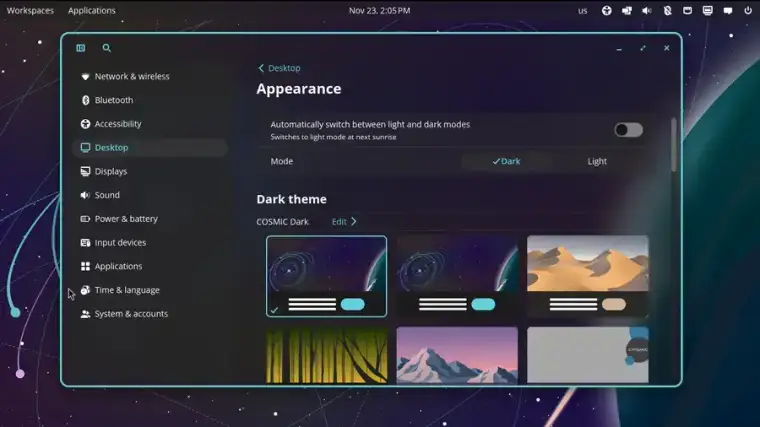 Workspaces Applications Nov 23, 2:05 PM us
Desktop
Appearance
Network & wireless
Bluetooth
Accessibility
Desktop
Displays
Sound
Power & battery
Input devices
Applications
Time & language
System & accounts
Automatically switch between light and dark modes
Switches to light mode at next sunrise
Mode Dark Light
Dark theme
COSMIC Dark Edit